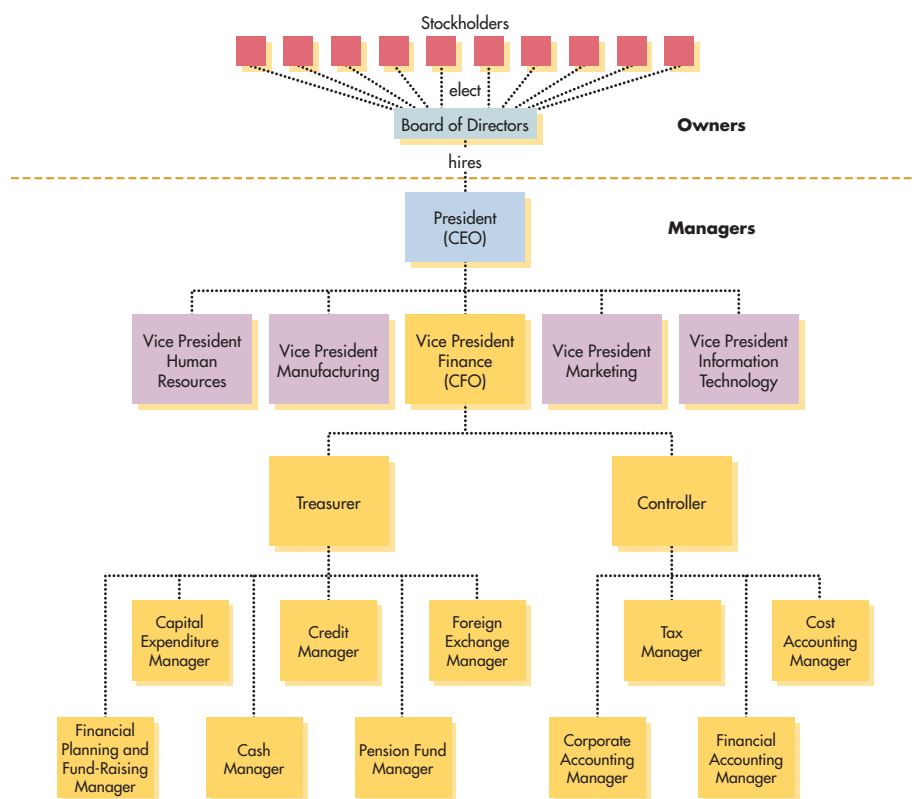 Stockholders
elect
Board of Directors
Owners
hires
President
(CEO)
Managers
Vice President
Human
Resources
Vice President
Manufacturing
Vice President
Finance
(CFO)
Vice President
Marketing
Vice President
Information
Technology
Treasurer
Controller
Capital
Expenditure
Manager
Credit
Manager
Foreign
Exchange
Manager
Tax
Manager
Cost
Accounting
Manager
Financial
Planning and
Fund-Raising
Manager
Cash
Manager
Pension Fund
Manager
Corporate
Accounting
Manager
Financial
Accounting
Manager